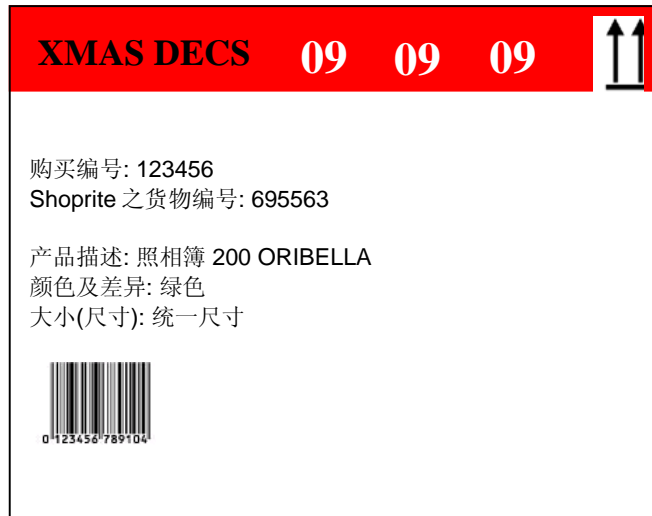 XMAS DECS 09 09 09
购买编号: 123456
Shoprite 之货物编号: 695563
产品描述: 照相簿 200 ORIBELLA
颜色及差异: 绿色
大小(尺寸): 统一尺寸
0 123456 789104